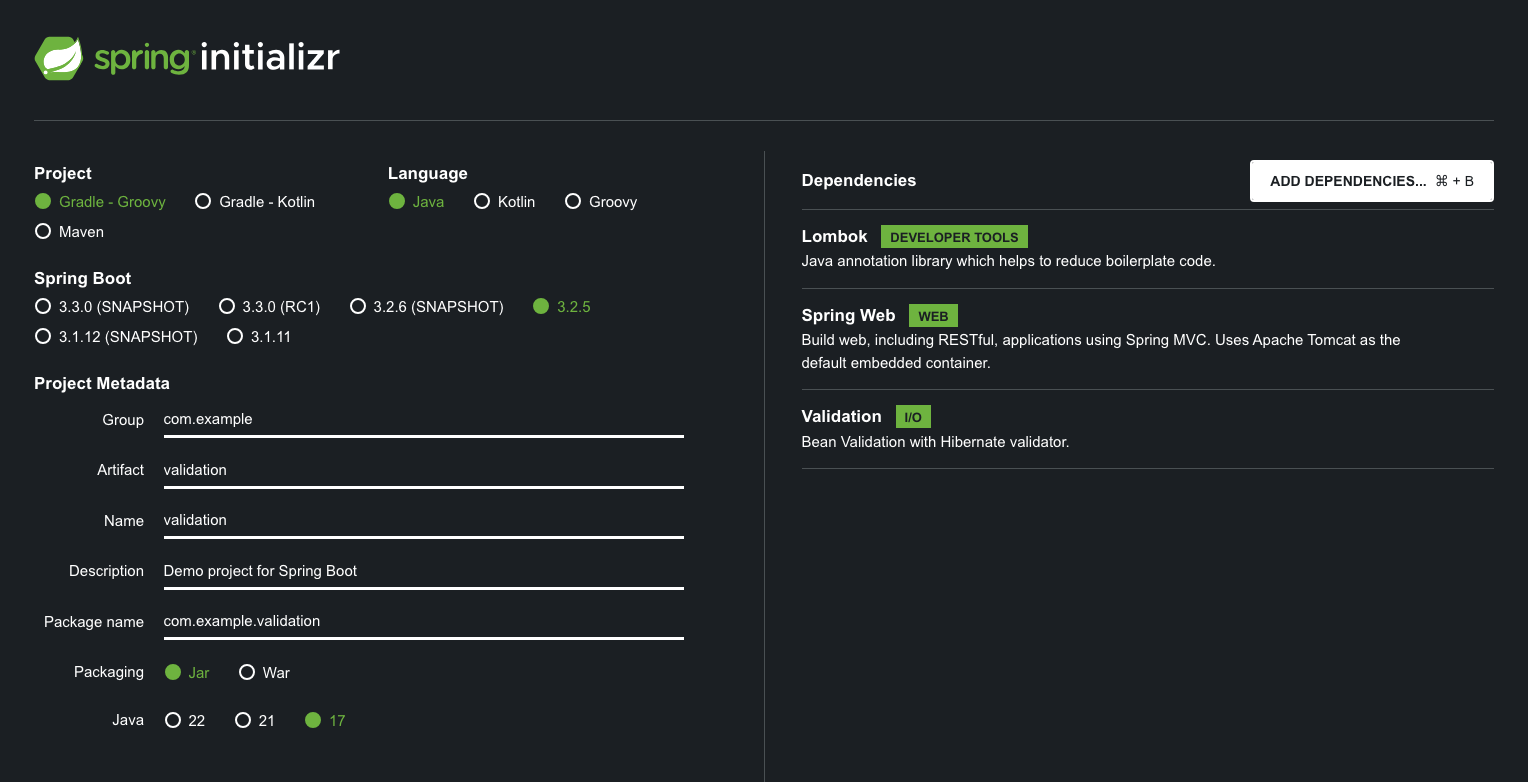 spring initializr
Project
Gradle - Groovy Gradle - Kotlin
Maven
Language
Java Kotlin Groovy
Spring Boot
3.3.0 (SNAPSHOT) 3.3.0 (RC1) 3.2.6 (SNAPSHOT) 3.2.5
3.1.12 (SNAPSHOT) 3.1.11
Project Metadata
Group com.example
Artifact validation
Name validation
Description Demo project for Spring Boot
Package name com.example.validation
Packaging Jar War
Java 22 21 17
Dependencies ADD DEPENDENCIES... ⌘ + B
Lombok DEVELOPER TOOLS
Java annotation library which helps to reduce boilerplate code.
Spring Web WEB
Build web, including RESTful, applications using Spring MVC. Uses Apache Tomcat as the
default embedded container.
Validation I/O
Bean Validation with Hibernate validator.